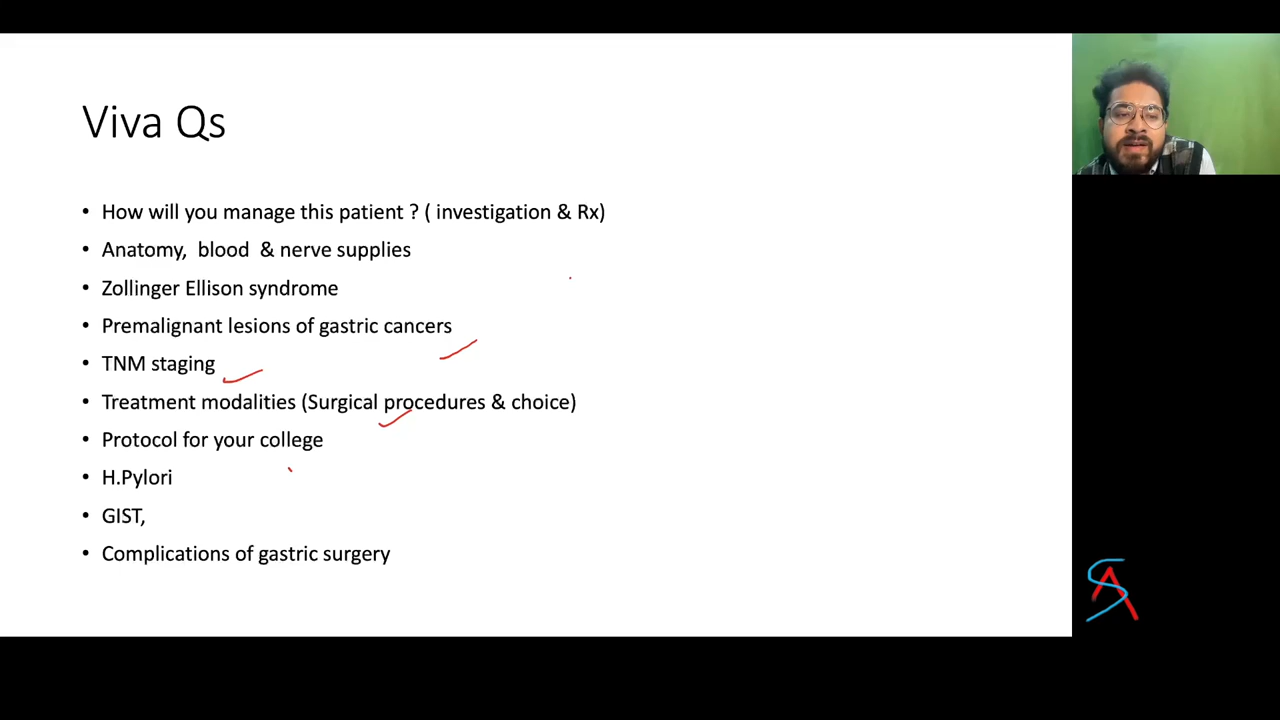 Viva Qs
• How will you manage this patient ? ( investigation & Rx)
• Anatomy,  blood  & nerve supplies
• Zollinger Ellison syndrome
• Premalignant lesions of gastric cancers
• TNM staging
• Treatment modalities (Surgical procedures & choice)
• Protocol for your college
• H.Pylori
• GIST,
• Complications of gastric surgery
SA